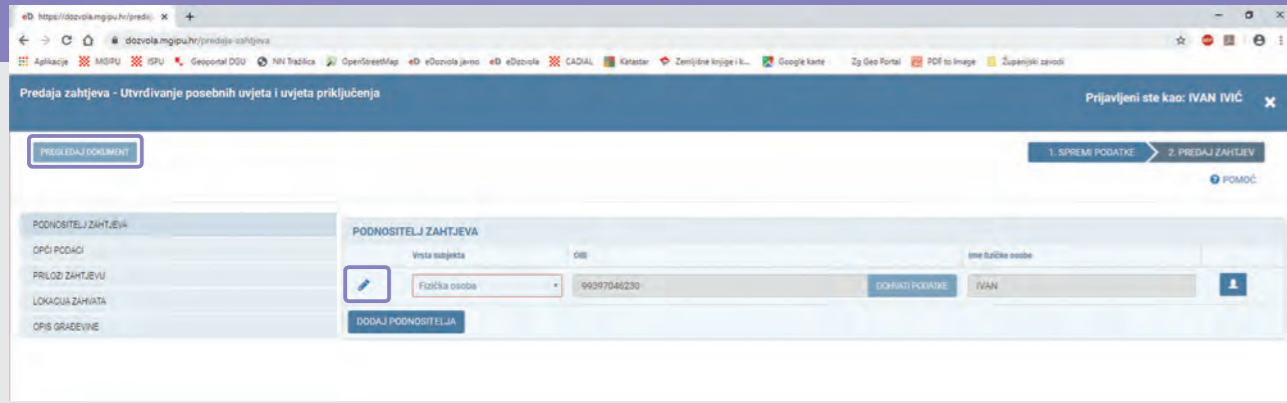 eD https://dozvola.mgipu.hr/predaj
dozvola.mgipu.hr/predaja-zahtjeva
Aplikacije MGIPU ISPU Geoportal DGU NN Tražilica OpenStreetMap eD eDozvola javno eD eDozvola CADIAL Katastar Zemljišne knjige i k... Google karte Zg Geo Portal PDF to Image Županijski zavodi
Predaja zahtjeva - Utvrđivanje posebnih uvjeta i uvjeta priključenja
Prijavljeni ste kao: IVAN IVIĆ
PREGLEDAJ DOKUMENT
1. SPREMI PODATKE
2. PREDAJ ZAHTJEV
POMOĆ
PODNOSITELJ ZAHTJEVA
OPĆI PODACI
PRILOZI ZAHTJEVU
LOKACIJA ZAHVATA
OPIS GRAĐEVINE
PODNOSITELJ ZAHTJEVA
Vrsta subjekta OIB Ime fizičke osobe
Fizička osoba 99397046230 DOHVATI PODATKE IVAN
DODAJ PODNOSITELJA